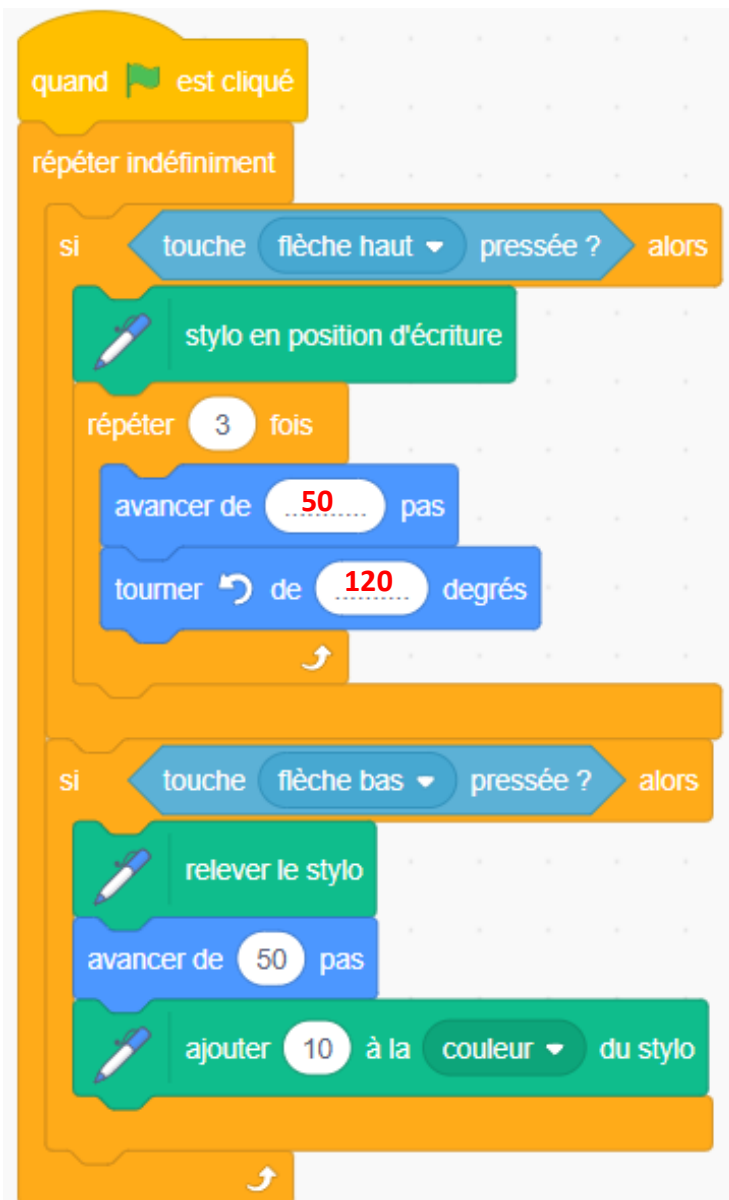 quand est cliqué
répéter indéfiniment
si touche flèche haut pressée ? alors
stylo en position d'écriture
répéter 3 fois
avancer de 50 pas
tourner de 120 degrés
si touche flèche bas pressée ? alors
relever le stylo
avancer de 50 pas
ajouter 10 à la couleur du stylo